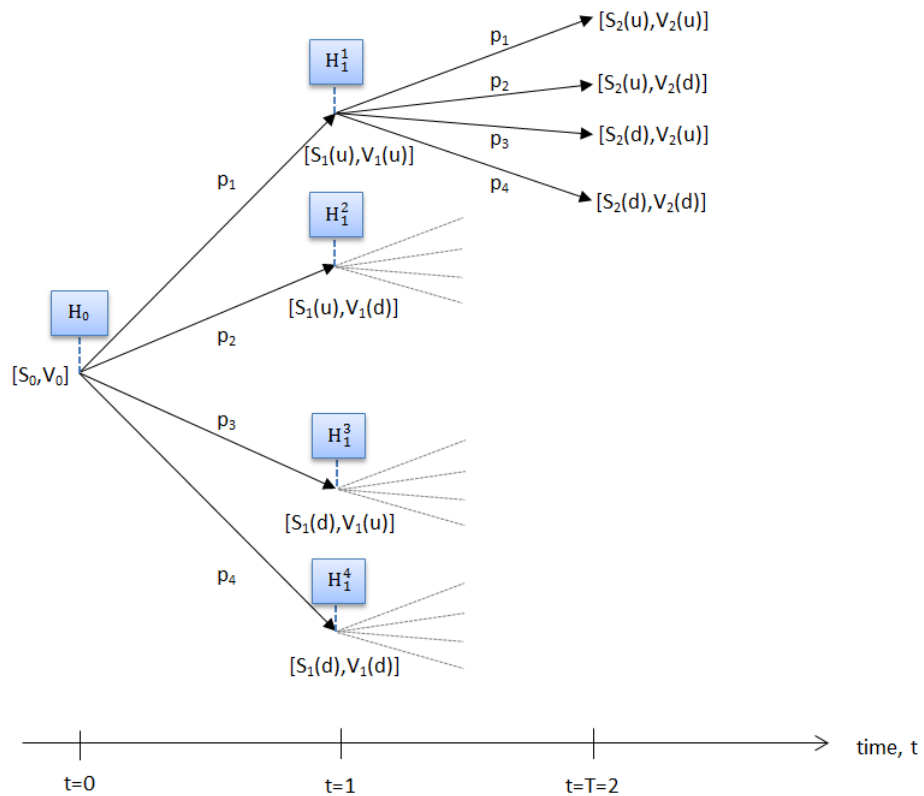 [S₂(u),V₂(u)]
p₁
H₁¹
p₂
[S₂(u),V₂(d)]
[S₂(d),V₂(u)]
p₃
[S₁(u),V₁(u)]
p₁
p₄
[S₂(d),V₂(d)]
H₁²
[S₁(u),V₁(d)]
H₀
p₂
[S₀,V₀]
p₃
H₁³
[S₁(d),V₁(u)]
p₄
H₁⁴
[S₁(d),V₁(d)]
time, t
t=0
t=1
t=T=2